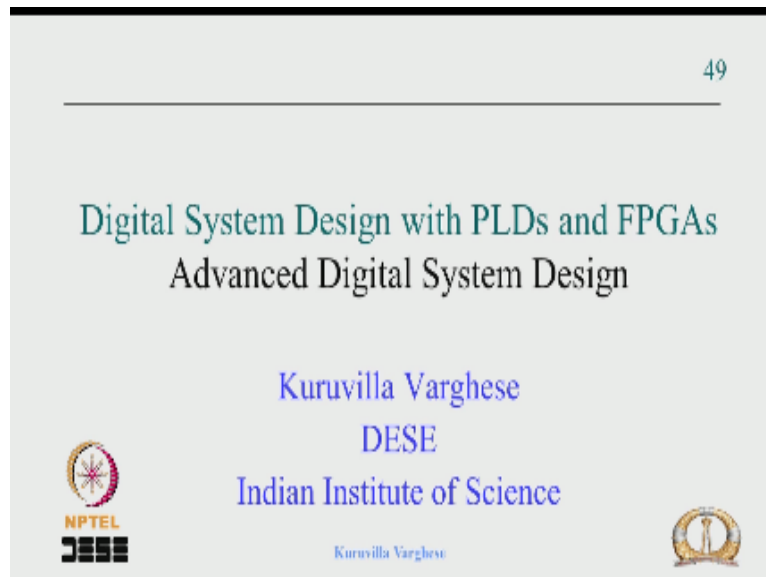 49
Digital System Design with PLDs and FPGAs
Advanced Digital System Design
Kuruvilla Varghese
DESE
Indian Institute of Science
NPTEL
DESE
Kuruvilla Varghese